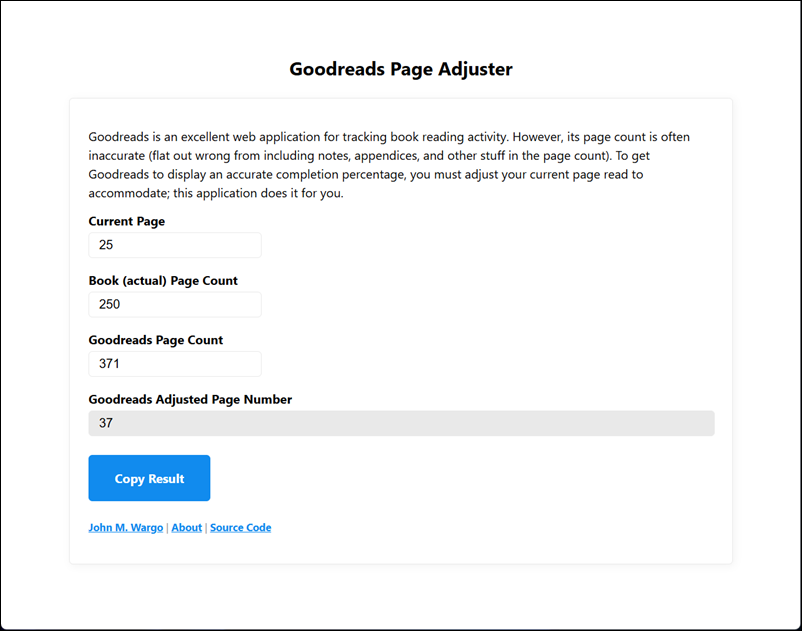 Goodreads Page Adjuster
Goodreads is an excellent web application for tracking book reading activity. However, its page count is often
inaccurate (flat out wrong from including notes, appendices, and other stuff in the page count). To get
Goodreads to display an accurate completion percentage, you must adjust your current page read to
accommodate; this application does it for you.
Current Page
25
Book (actual) Page Count
250
Goodreads Page Count
371
Goodreads Adjusted Page Number
37
Copy Result
John M. Wargo | About | Source Code